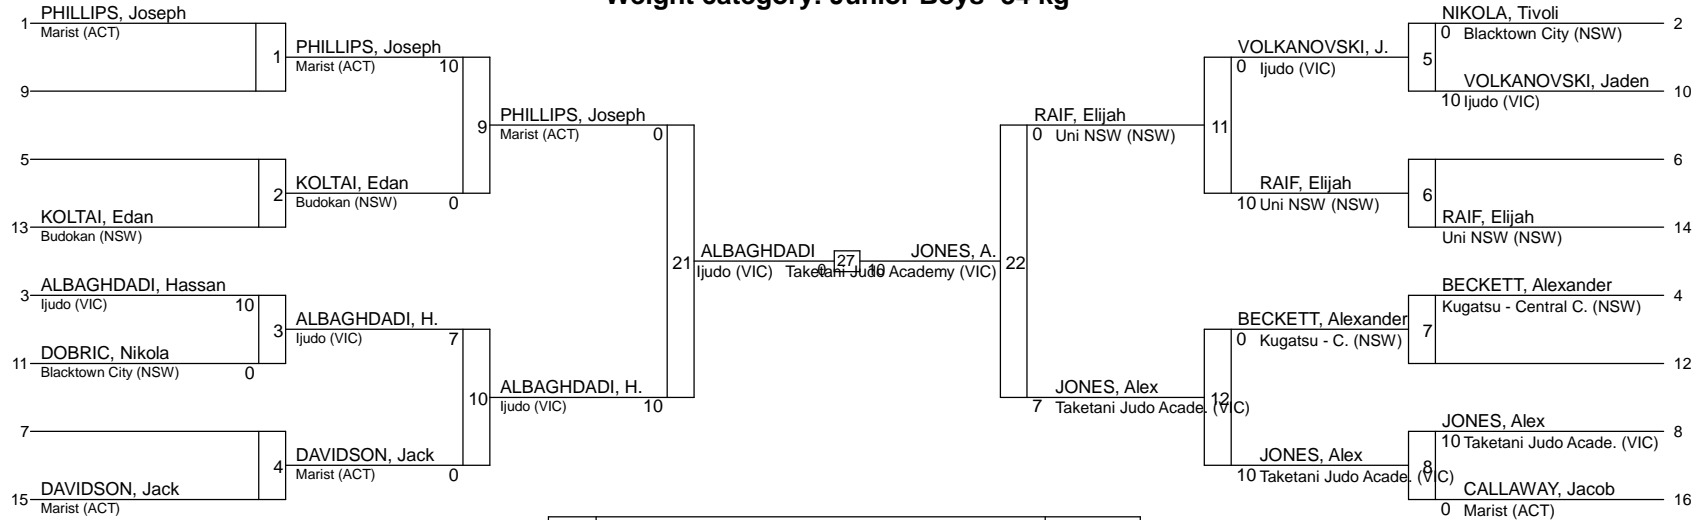 Weight category: Junior Boys -34 kg
1 PHILLIPS, Joseph
Marist (ACT)
1
9
PHILLIPS, Joseph
Marist (ACT) 10
5
2
13 KOLTAI, Edan
Budokan (NSW)
KOLTAI, Edan
Budokan (NSW) 0
9
PHILLIPS, Joseph
Marist (ACT) 0
3 ALBAGHDADI, Hassan
Ijudo (VIC) 10
3
11 DOBRIC, Nikola
Blacktown City (NSW) 0
ALBAGHDADI, H.
Ijudo (VIC) 7
7
4
15 DAVIDSON, Jack
Marist (ACT)
DAVIDSON, Jack
Marist (ACT) 0
10
ALBAGHDADI, H.
Ijudo (VIC) 10
21
ALBAGHDADI
Ijudo (VIC) 0
27
JONES, A.
Taketani Judo Academy (VIC) 10
22
RAIF, Elijah
0 Uni NSW (NSW)
11
VOLKANOVSKI, J.
0 Ijudo (VIC)
5
NIKOLA, Tivoli 2
0 Blacktown City (NSW)
VOLKANOVSKI, Jaden 10
10 Ijudo (VIC)
RAIF, Elijah
10 Uni NSW (NSW)
6
6
RAIF, Elijah 14
Uni NSW (NSW)
JONES, Alex
7 Taketani Judo Acade. (VIC)
12
BECKETT, Alexander
0 Kugatsu - C. (NSW)
7
BECKETT, Alexander 4
Kugatsu - Central C. (NSW)
12
JONES, Alex
10 Taketani Judo Acade. (VIC)
8
JONES, Alex 8
10 Taketani Judo Acade. (VIC)
CALLAWAY, Jacob 16
0 Marist (ACT)